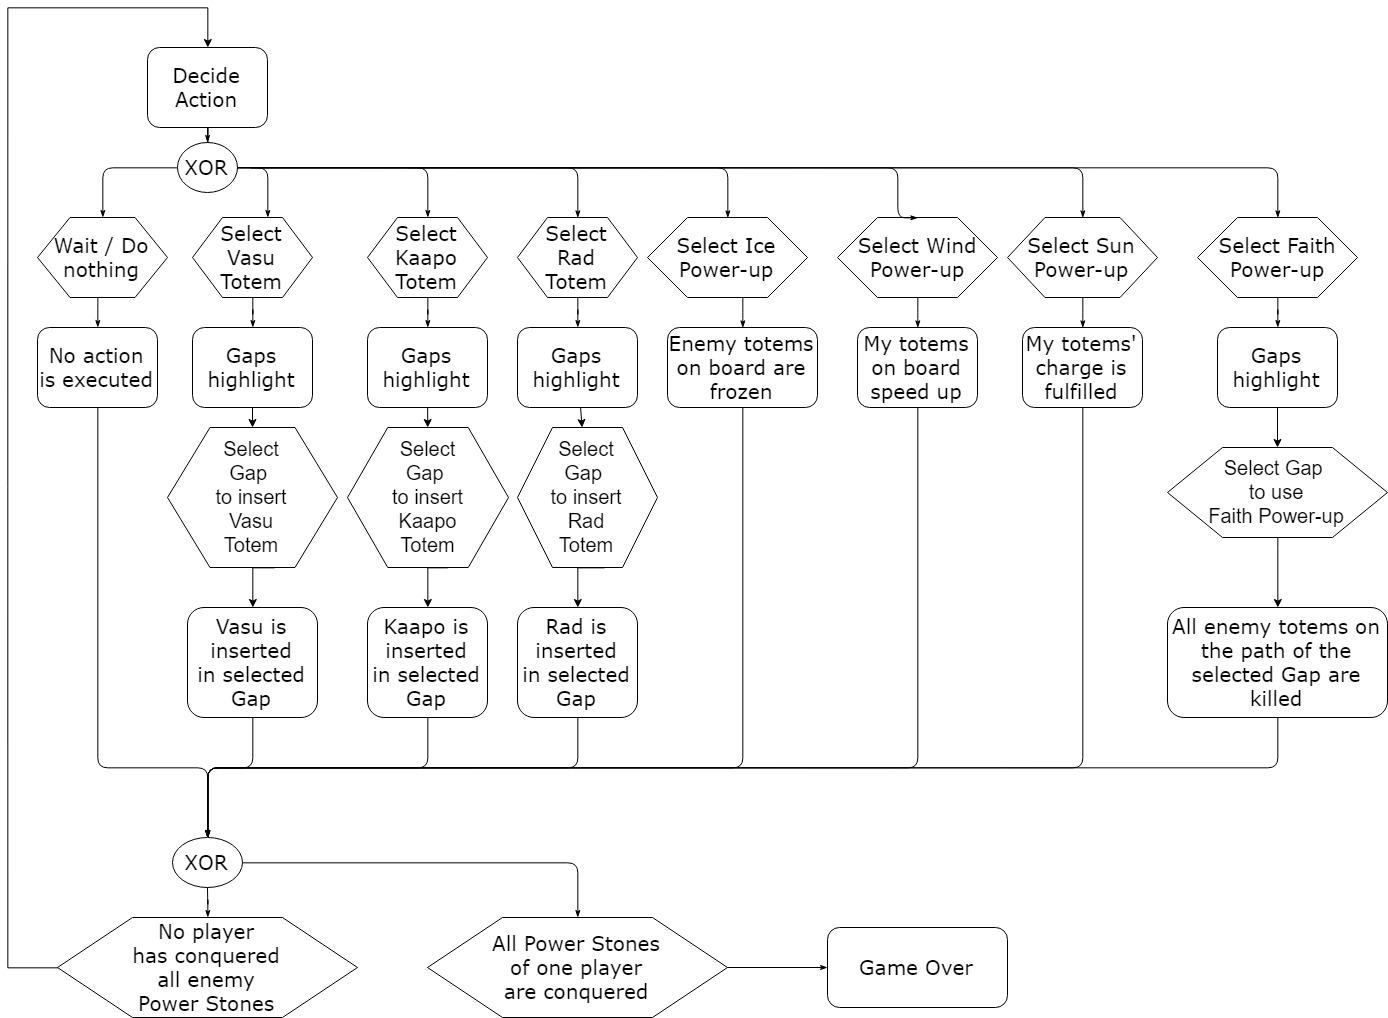 Decide
Action
XOR
Wait / Do
nothing
Select
Vasu
Totem
Select
Kaapo
Totem
Select
Rad
Totem
Select Ice
Power-up
Select Wind
Power-up
Select Sun
Power-up
Select Faith
Power-up
No action
is executed
Gaps
highlight
Gaps
highlight
Gaps
highlight
Enemy totems
on board are
frozen
My totems
on board
speed up
My totems'
charge is
fulfilled
Gaps
highlight
Select
Gap
to insert
Vasu
Totem
Select
Gap
to insert
Kaapo
Totem
Select
Gap
to insert
Rad
Totem
Select Gap
to use
Faith Power-up
Vasu is
inserted
in selected
Gap
Kaapo is
inserted
in selected
Gap
Rad is
inserted
in selected
Gap
All enemy totems on
the path of the
selected Gap are
killed
XOR
No player
has conquered
all enemy
Power Stones
All Power Stones
of one player
are conquered
Game Over